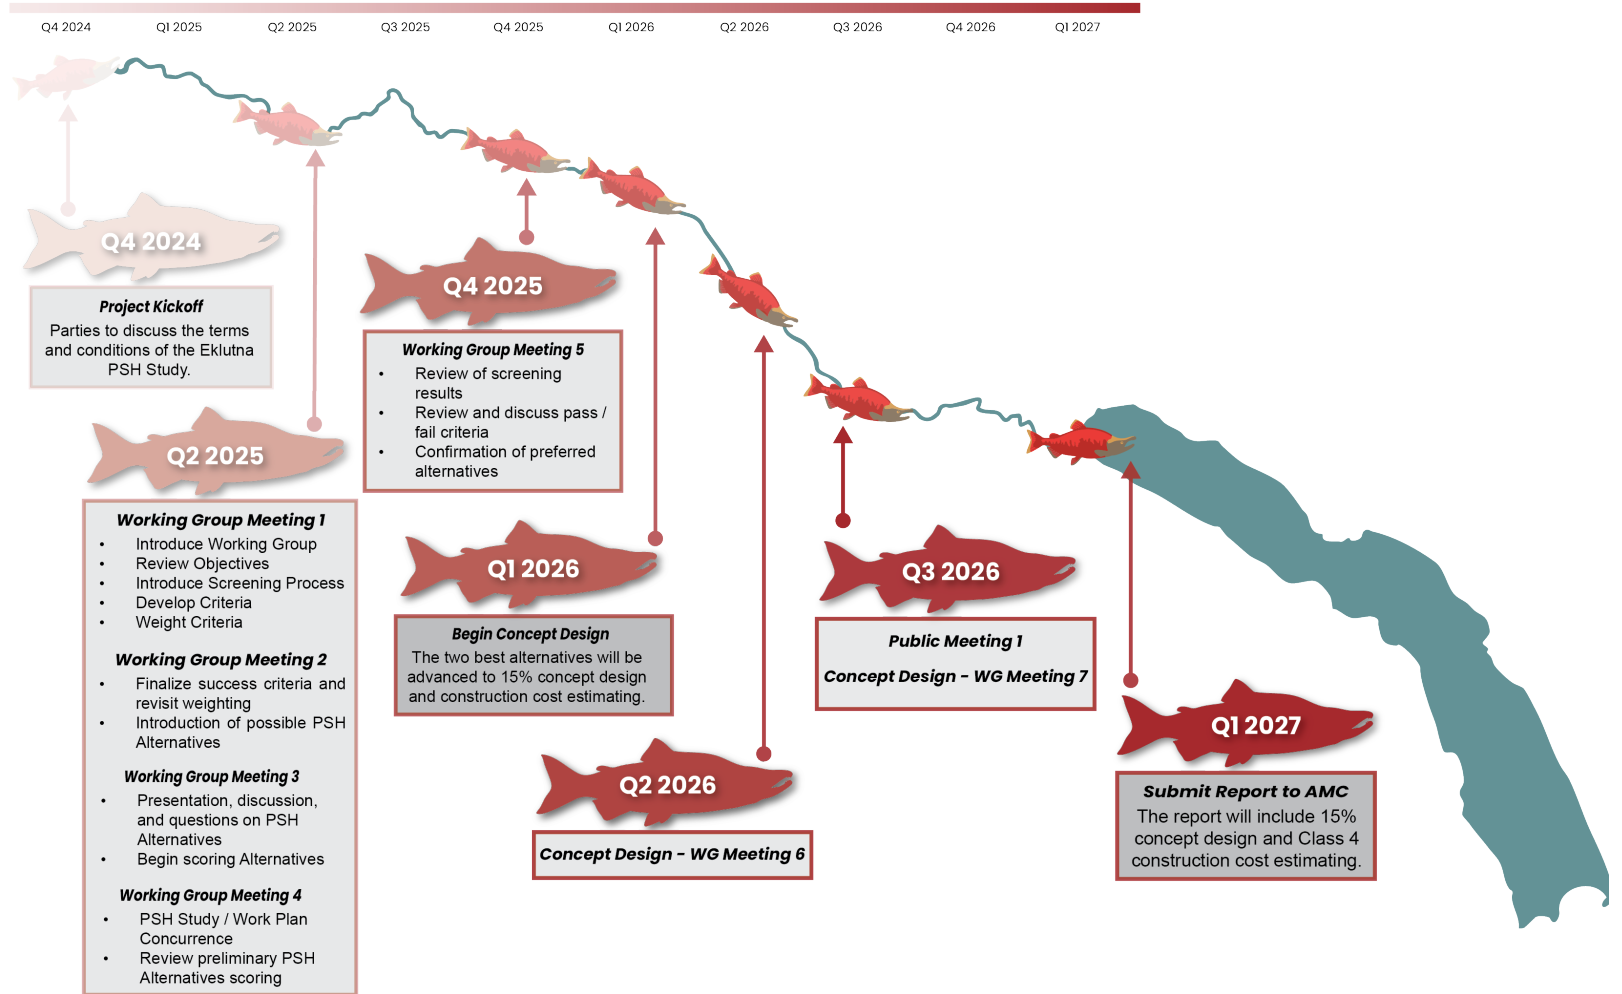 Q4 2024
Q1 2025
Q2 2025
Q3 2025
Q4 2025
Q1 2026
Q2 2026
Q3 2026
Q4 2026
Q1 2027
Q4 2024
Project Kickoff
Parties to discuss the terms
and conditions of the Eklutna
PSH Study.
Q2 2025
Working Group Meeting 1
• Introduce Working Group
• Review Objectives
• Introduce Screening Process
• Develop Criteria
• Weight Criteria
Working Group Meeting 2
• Finalize success criteria and
revisit weighting
• Introduction of possible PSH
Alternatives
Working Group Meeting 3
• Presentation, discussion,
and questions on PSH
Alternatives
• Begin scoring Alternatives
Working Group Meeting 4
• PSH Study / Work Plan
Concurrence
• Review preliminary PSH
Alternatives scoring
Q4 2025
Working Group Meeting 5
• Review of screening
results
• Review and discuss pass /
fail criteria
• Confirmation of preferred
alternatives
Q1 2026
Begin Concept Design
The two best alternatives will be
advanced to 15% concept design
and construction cost estimating.
Q2 2026
Concept Design - WG Meeting 6
Q3 2026
Public Meeting 1
Concept Design - WG Meeting 7
Q1 2027
Submit Report to AMC
The report will include 15%
concept design and Class 4
construction cost estimating.